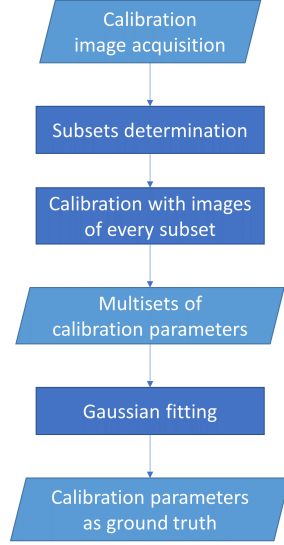 Calibration
image acquisition
Subsets determination
Calibration with images
of every subset
Multisets of
calibration parameters
Gaussian fitting
Calibration parameters
as ground truth